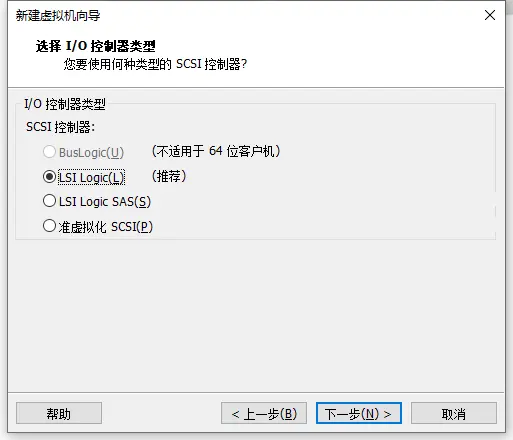 新建虚拟机向导
选择 I/O 控制器类型
您要使用何种类型的 SCSI 控制器?
I/O 控制器类型
SCSI 控制器:
BusLogic(U) (不适用于 64 位客户机)
LSI Logic(L) (推荐)
LSI Logic SAS(S)
准虚拟化 SCSI(P)
帮助 < 上一步(B) 下一步(N) > 取消